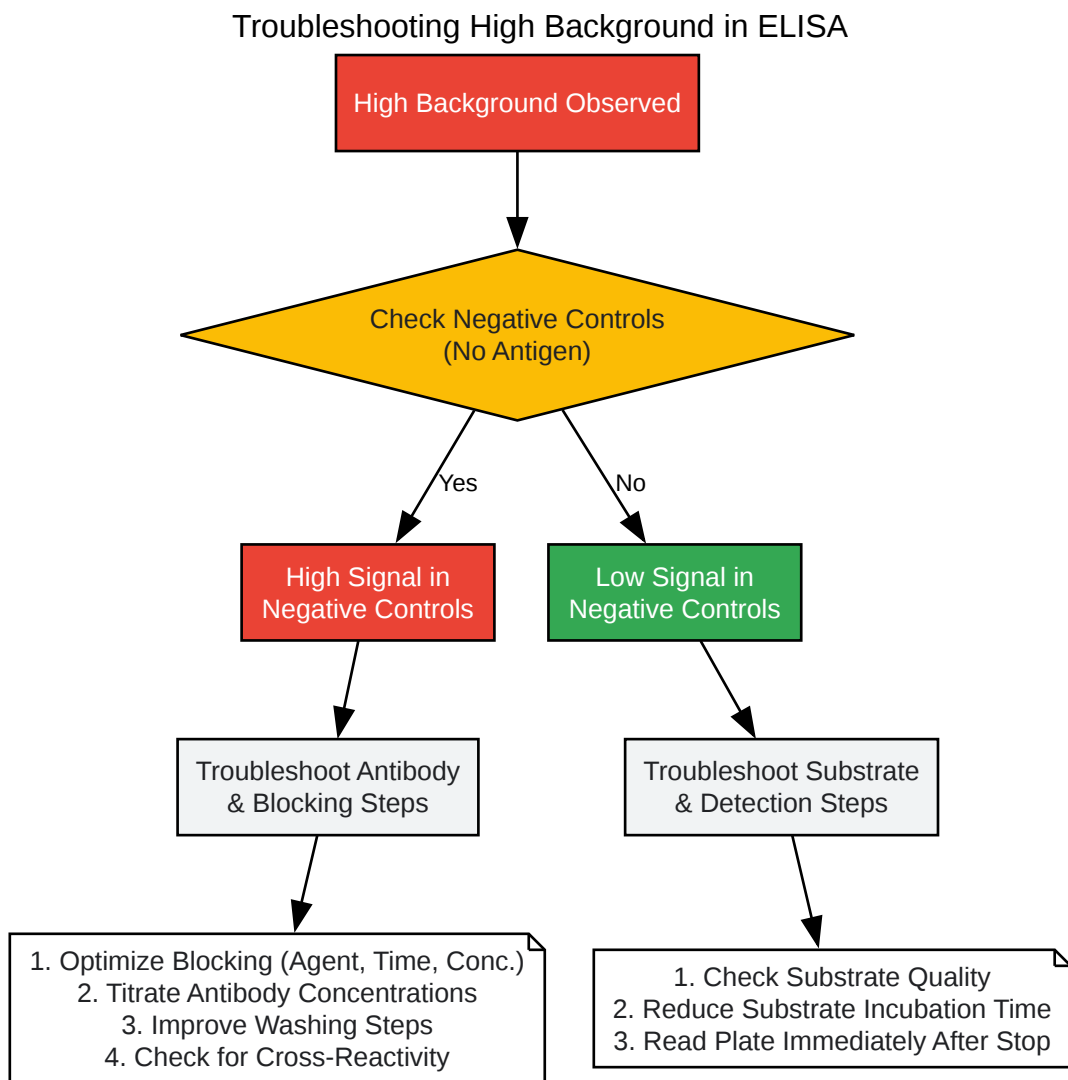 Troubleshooting High Background in ELISA
High Background Observed
Check Negative Controls
(No Antigen)
Yes
No
High Signal in
Negative Controls
Low Signal in
Negative Controls
Troubleshoot Antibody
& Blocking Steps
Troubleshoot Substrate
& Detection Steps
1. Optimize Blocking (Agent, Time, Conc.)
2. Titrate Antibody Concentrations
3. Improve Washing Steps
4. Check for Cross-Reactivity
1. Check Substrate Quality
2. Reduce Substrate Incubation Time
3. Read Plate Immediately After Stop